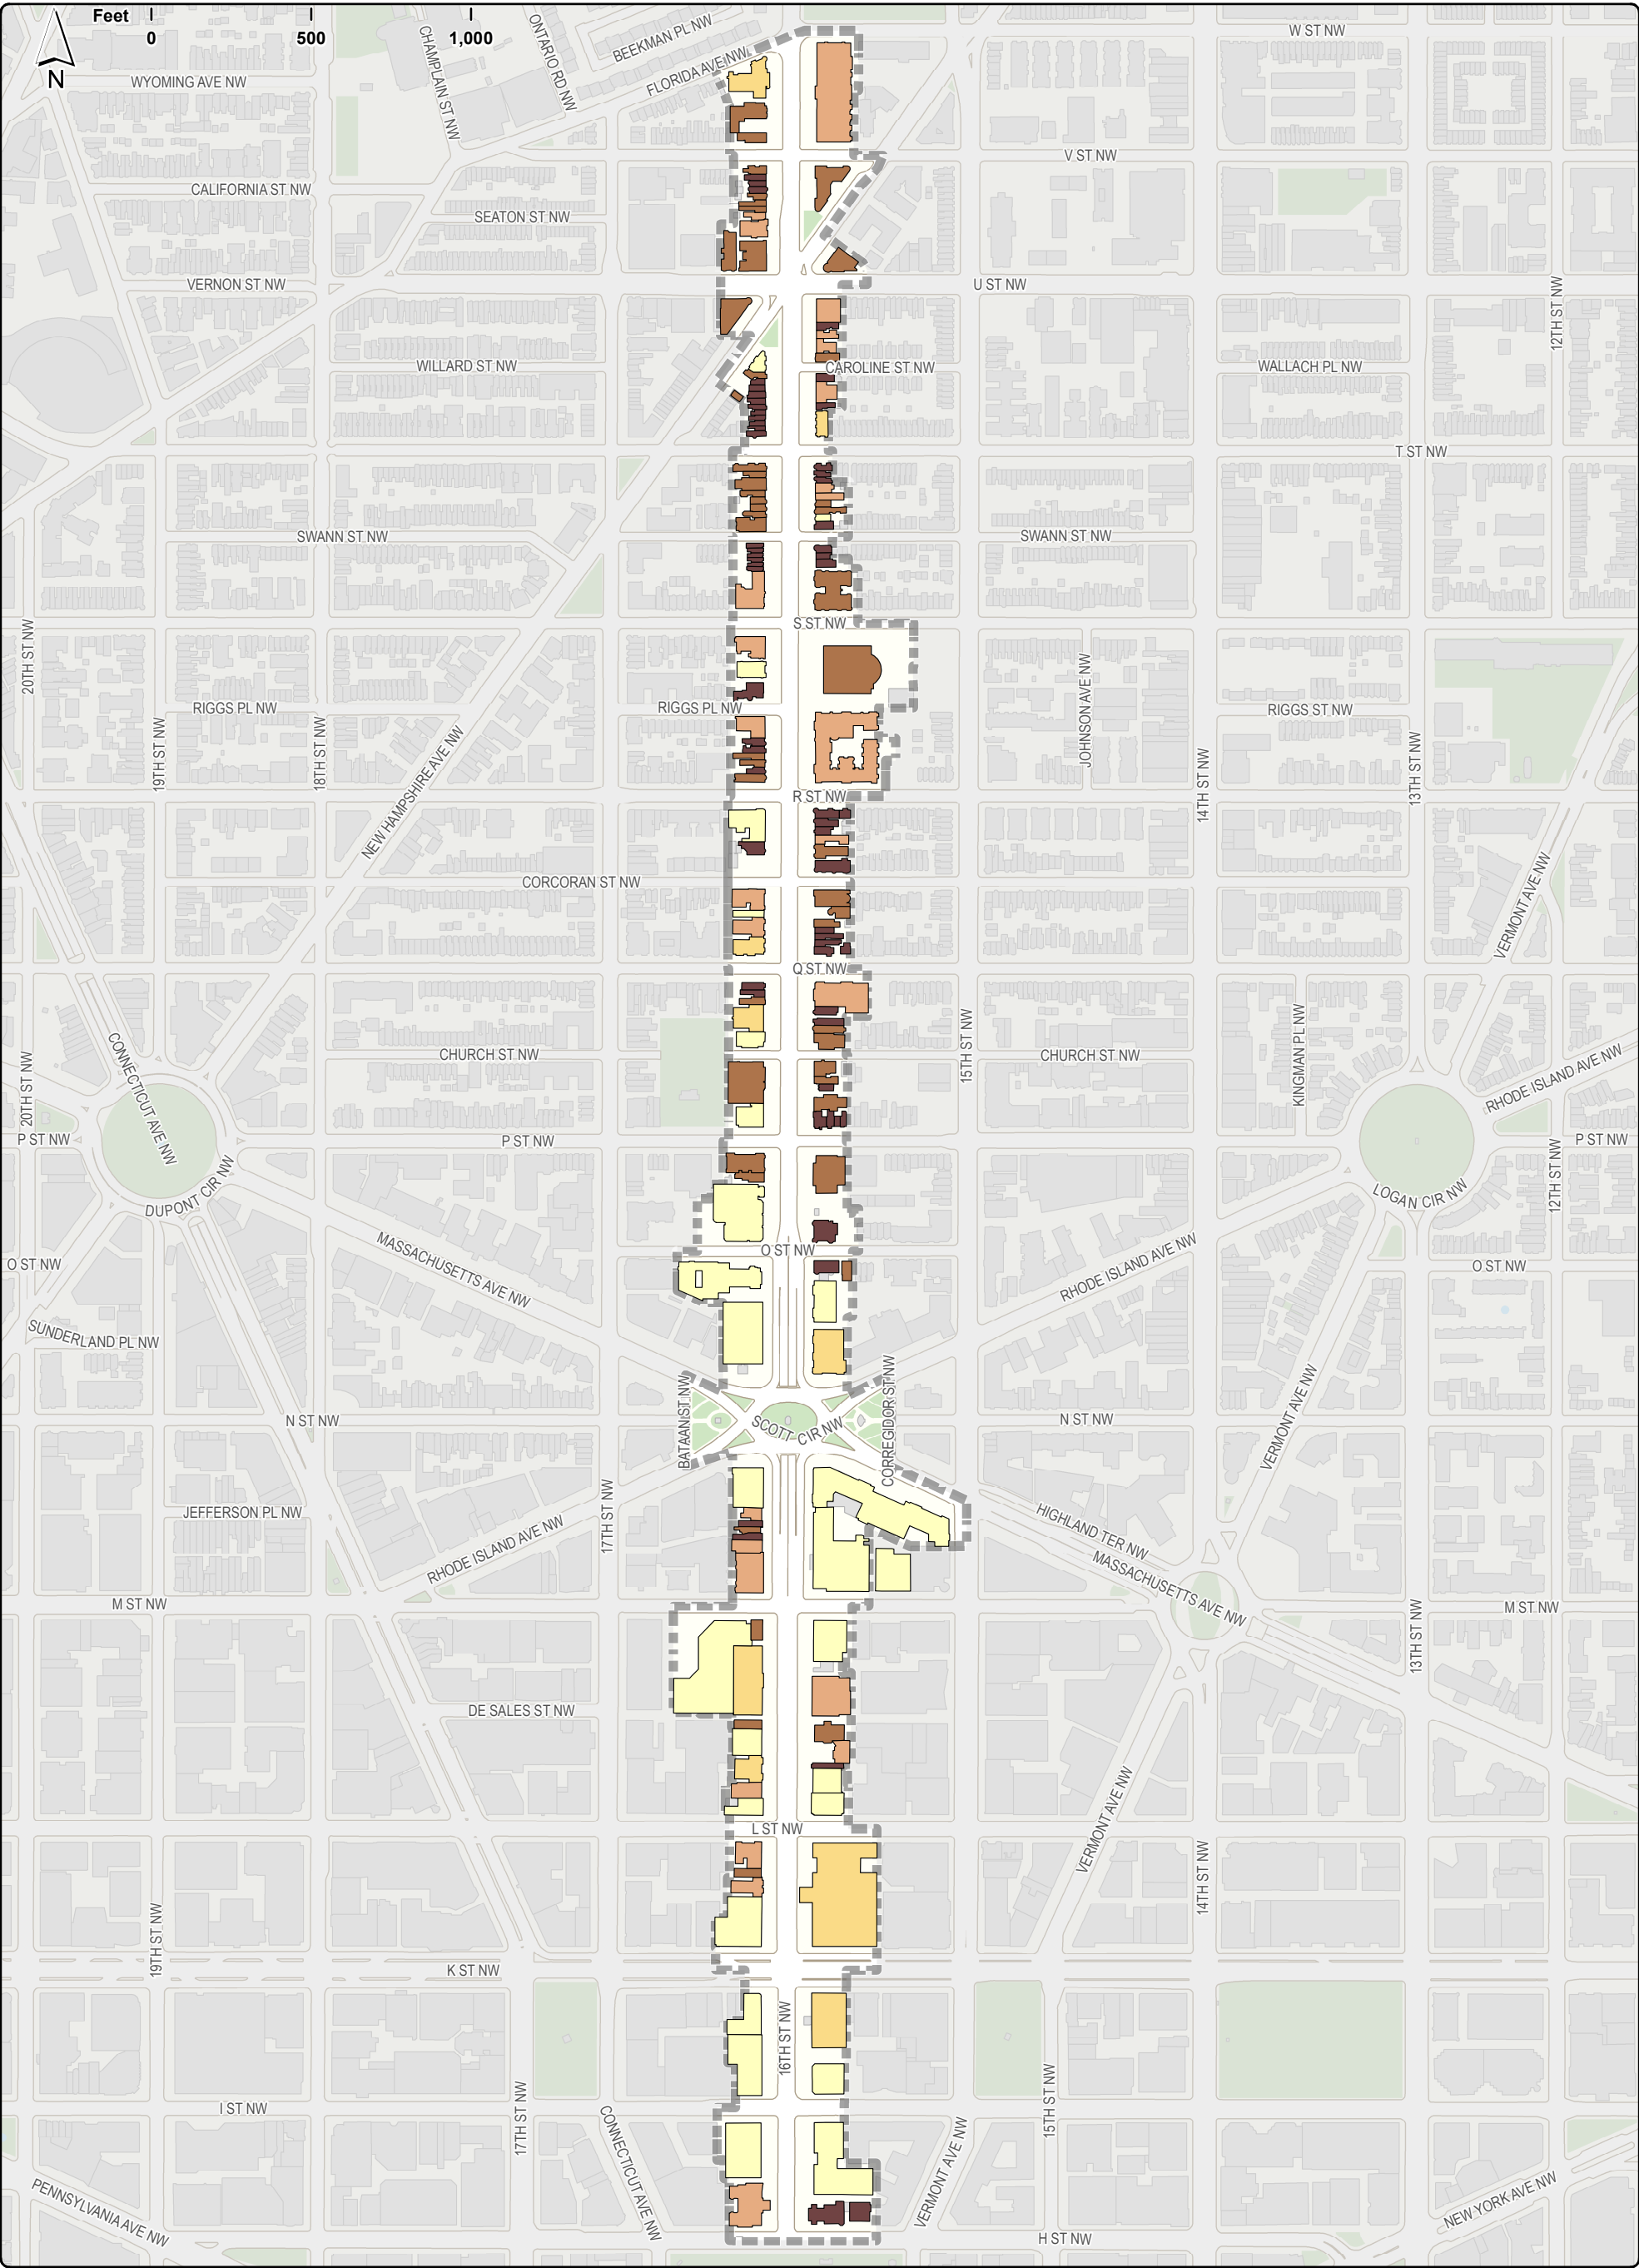 Feet
0 500 1,000
N
W ST NW
BEEKMAN PL NW
ONTARIO RD NW
CHAMPLAIN ST NW
FLORIDA AVE NW
WYOMING AVE NW
V ST NW
CALIFORNIA ST NW
SEATON ST NW
VERNON ST NW
U ST NW
12TH ST NW
WILLARD ST NW
CAROLINE ST NW
WALLACH PL NW
T ST NW
SWANN ST NW
SWANN ST NW
S ST NW
20TH ST NW
RIGGS PL NW
RIGGS PL NW
RIGGS ST NW
JOHNSON AVE NW
19TH ST NW
18TH ST NW
NEW HAMPSHIRE AVE NW
14TH ST NW
13TH ST NW
R ST NW
CORCORAN ST NW
VERMONT AVE NW
Q ST NW
CONNECTICUT AVE NW
20TH ST NW
CHURCH ST NW
CHURCH ST NW
15TH ST NW
KINGMAN PL NW
RHODE ISLAND AVE NW
P ST NW
P ST NW
P ST NW
12TH ST NW
DUPONT CIR NW
LOGAN CIR NW
O ST NW
O ST NW
O ST NW
MASSACHUSETTS AVE NW
RHODE ISLAND AVE NW
SUNDERLAND PL NW
BATAAN ST NW
CORREGIDOR ST NW
VERMONT AVE NW
N ST NW
SCOTT CIR NW
N ST NW
JEFFERSON PL NW
17TH ST NW
RHODE ISLAND AVE NW
HIGHLAND TER NW
MASSACHUSETTS AVE NW
M ST NW
M ST NW
13TH ST NW
DE SALES ST NW
VERMONT AVE NW
L ST NW
14TH ST NW
19TH ST NW
K ST NW
16TH ST NW
15TH ST NW
I ST NW
17TH ST NW
CONNECTICUT AVE NW
VERMONT AVE NW
PENNSYLVANIA AVE NW
NEW YORK AVE NW
H ST NW